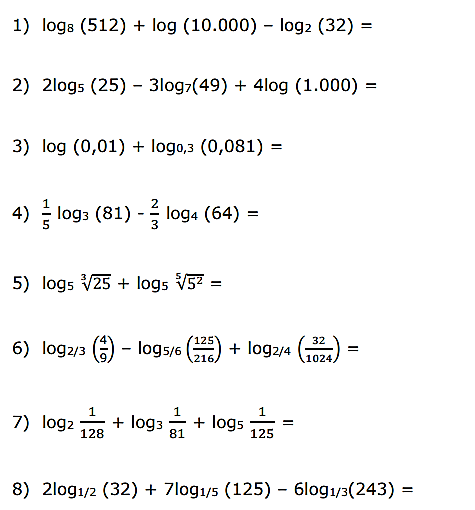 1) log₈ (512) + log (10.000) – log₂ (32) =
2) 2log₅ (25) – 3log₇(49) + 4log (1.000) =
3) log (0,01) + log₀,₃ (0,081) =
4) 1/5 log₃ (81) - 2/3 log₄ (64) =
5) log₅ ∛25 + log₅ ⁵√5² =
6) log₂/₃ (4/9) – log₅/₆ (125/216) + log₂/₄ (32/1024) =
7) log₂ 1/128 + log₃ 1/81 + log₅ 1/125 =
8) 2log₁/₂ (32) + 7log₁/₅ (125) – 6log₁/₃(243) =